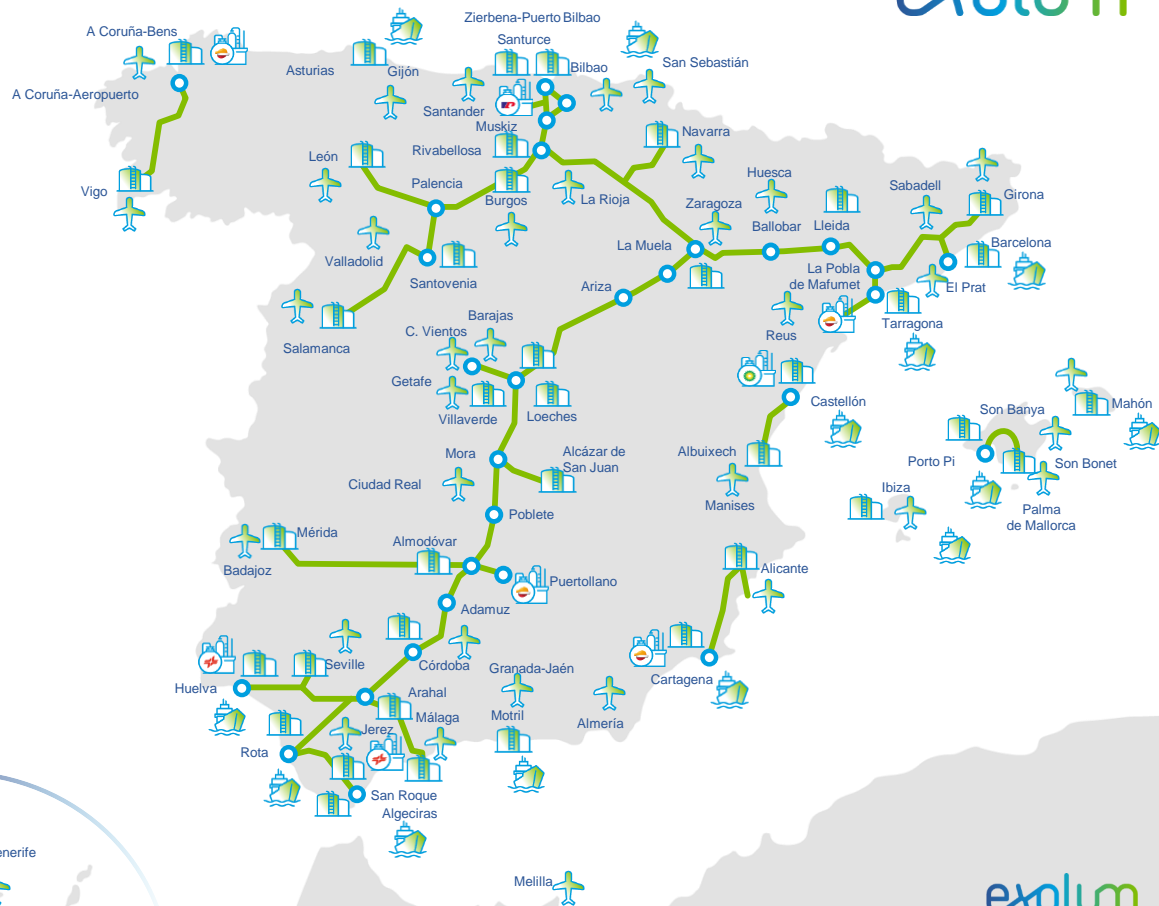 exolum
Zierbena-Puerto Bilbao
A Coruña-Bens
Santurce
Bilbao
San Sebastián
Asturias
Gijón
A Coruña-Aeropuerto
Santander
Muskiz
Navarra
Rivabellosa
León
Palencia
Huesca
Sabadell
Girona
Vigo
Burgos
La Rioja
Zaragoza
Ballobar
Lleida
La Muela
Barcelona
Valladolid
Santovenia
La Pobla
de Mafumet
El Prat
Ariza
Barajas
C. Vientos
Reus
Tarragona
Salamanca
Getafe
Villaverde
Loeches
Castellón
Son Banya
Mahón
Mora
Alcázar de
San Juan
Albuixech
Porto Pi
Son Bonet
Ciudad Real
Manises
Ibiza
Palma
de Mallorca
Poblete
Mérida
Almodóvar
Badajoz
Puertollano
Alicante
Adamuz
Seville
Córdoba
Granada-Jaén
Cartagena
Huelva
Arahal
Málaga
Motril
Almería
Jerez
Rota
San Roque
Algeciras
enerife
Melilla
exolum